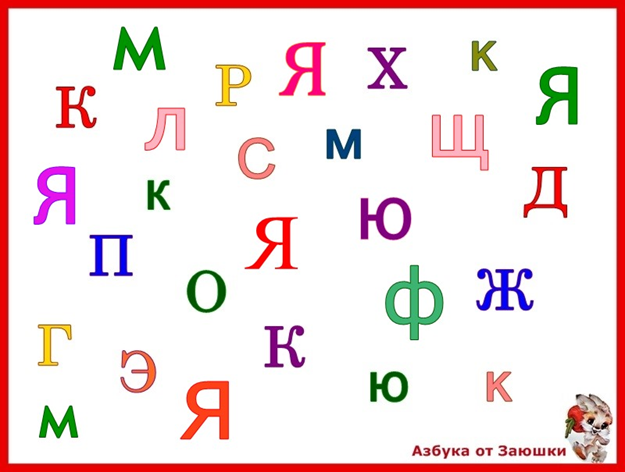 М Р Я Х К Я
К Л С М Щ
Я К Я Ю Д
П О Ф Ж
Г Э К Ю К
М Я
Азбука от Заюшки